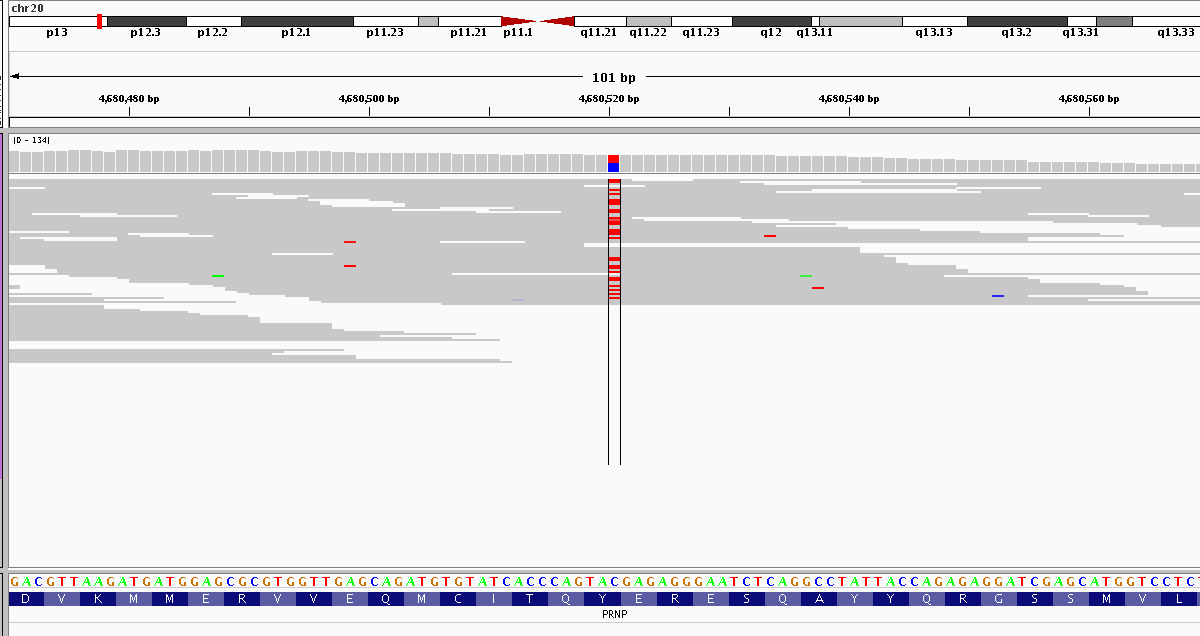 chr20
p13 p12.3 p12.2 p12.1 p11.23 p11.21 p11.1 q11.21 q11.22 q11.23 q12 q13.11 q13.13 q13.2 q13.31 q13.33
101 bp
4,680,480 bp 4,680,500 bp 4,680,520 bp 4,680,540 bp 4,680,560 bp
[0 - 134]
GACGTTAAGATGATGGAGCGCGTGGTTGAGCAGATGTGTATCACCCAGTACGAGAGGGAATCTCAGGCCTATTACCAGAGAGGATCGAGCATGGTCCTC
D V K M M E R V V E Q M C I T Q Y E R E S Q A Y Y Q R G S S M V L
PRNP